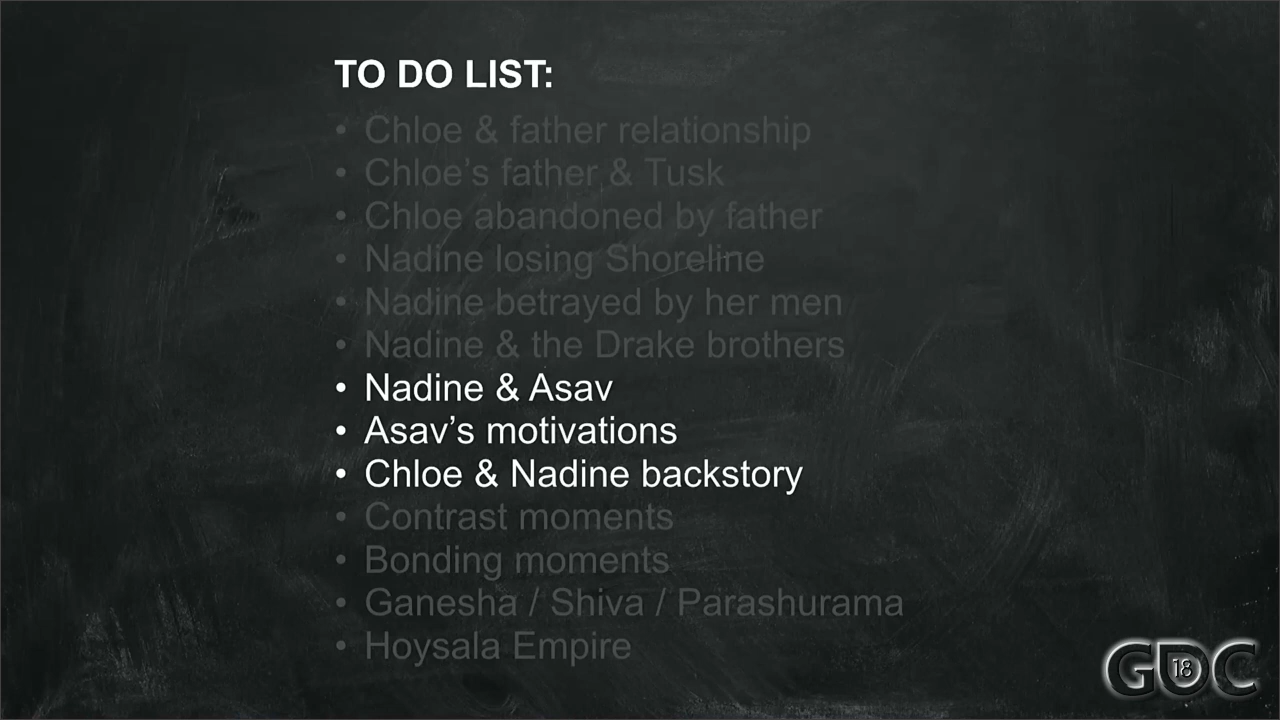 TO DO LIST:
• Chloe & father relationship
• Chloe’s father & Tusk
• Chloe abandoned by father
• Nadine losing Shoreline
• Nadine betrayed by her men
• Nadine & the Drake brothers
• Nadine & Asav
• Asav’s motivations
• Chloe & Nadine backstory
• Contrast moments
• Bonding moments
• Ganesha / Shiva / Parashurama
• Hoysala Empire
GDC 18